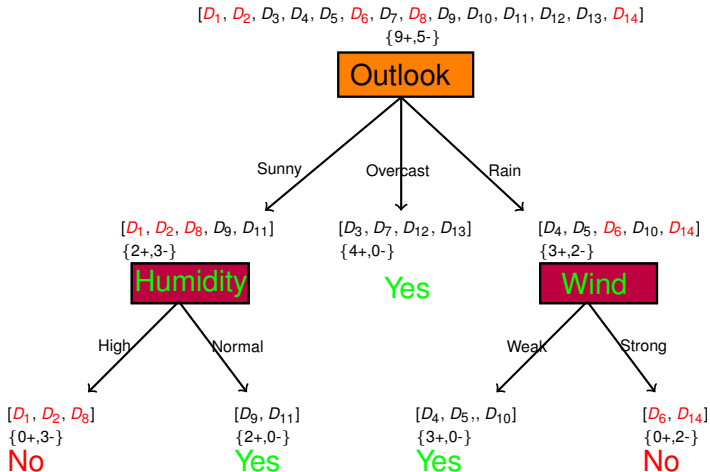 [D1, D2, D3, D4, D5, D6, D7, D8, D9, D10, D11, D12, D13, D14]
{9+,5-}
Outlook
Sunny
Overcast
Rain
[D1, D2, D8, D9, D11]
{2+,3-}
Humidity
[D3, D7, D12, D13]
{4+,0-}
Yes
[D4, D5, D6, D10, D14]
{3+,2-}
Wind
High
Normal
Weak
Strong
[D1, D2, D8]
{0+,3-}
No
[D9, D11]
{2+,0-}
Yes
[D4, D5,, D10]
{3+,0-}
Yes
[D6, D14]
{0+,2-}
No